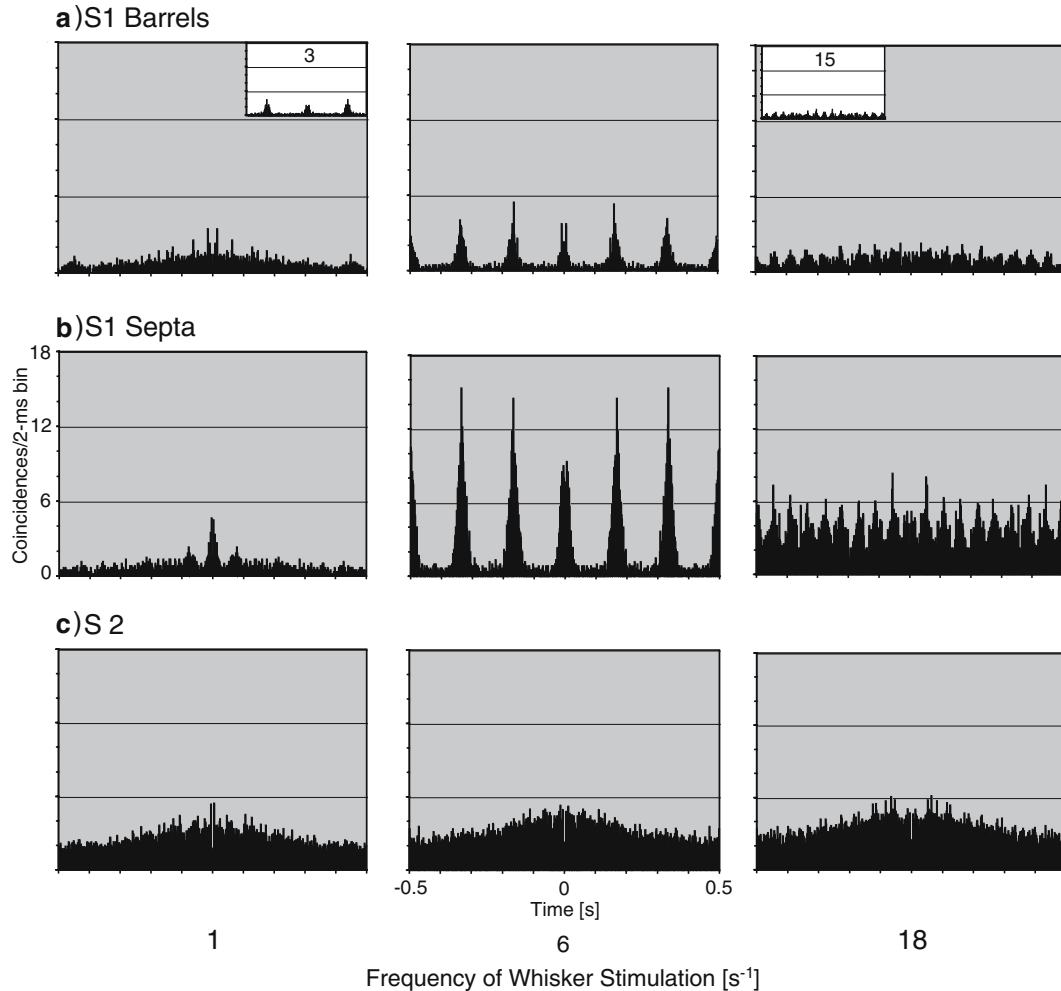 a)S1 Barrels
3
15
b)S1 Septa
18
12
6
0
Coincidences/2-ms bin
c)S 2
-0.5
0
0.5
Time [s]
1
6
18
Frequency of Whisker Stimulation [s-1]